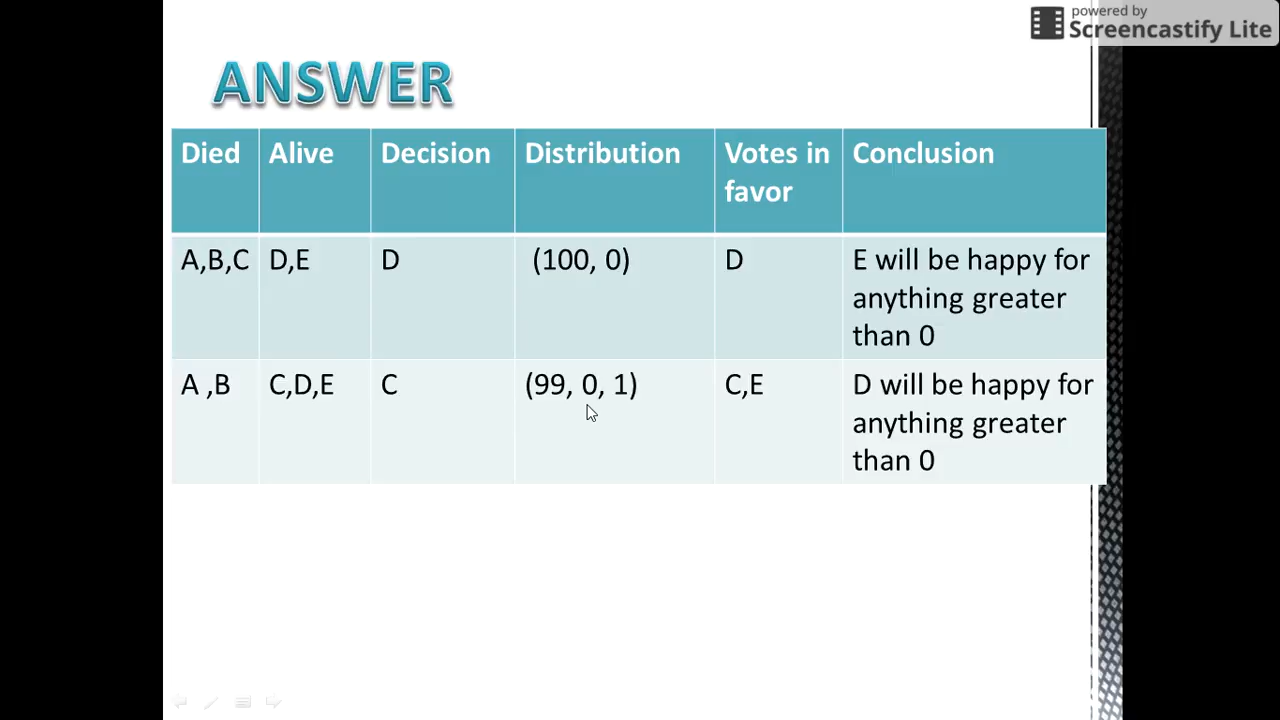 powered by
Screencastify Lite
ANSWER
Died Alive Decision Distribution Votes in favor Conclusion
A,B,C D,E D (100, 0) D E will be happy for
anything greater
than 0
A ,B C,D,E C (99, 0, 1) C,E D will be happy for
anything greater
than 0